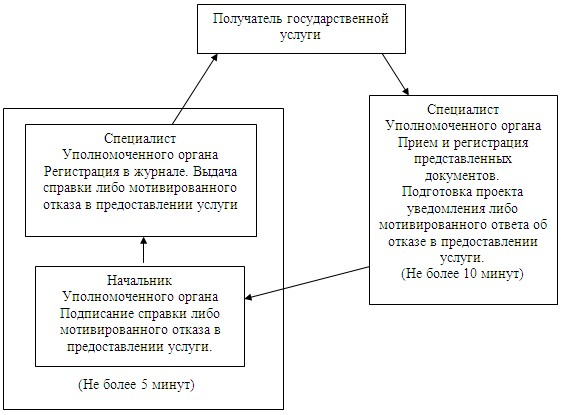 Получатель государственной
услуги
Специалист
Уполномоченного органа
Регистрация в журнале. Выдача
справки либо мотивированного
отказа в предоставлении услуги
Специалист
Уполномоченного органа
Прием и регистрация
представленных
документов.
Подготовка проекта
уведомления либо
мотивированного ответа об
отказе в предоставлении
услуги.
(Не более 10 минут)
Начальник
Уполномоченного органа
Подписание справки либо
мотивированного отказа в
предоставлении услуги.
(Не более 5 минут)